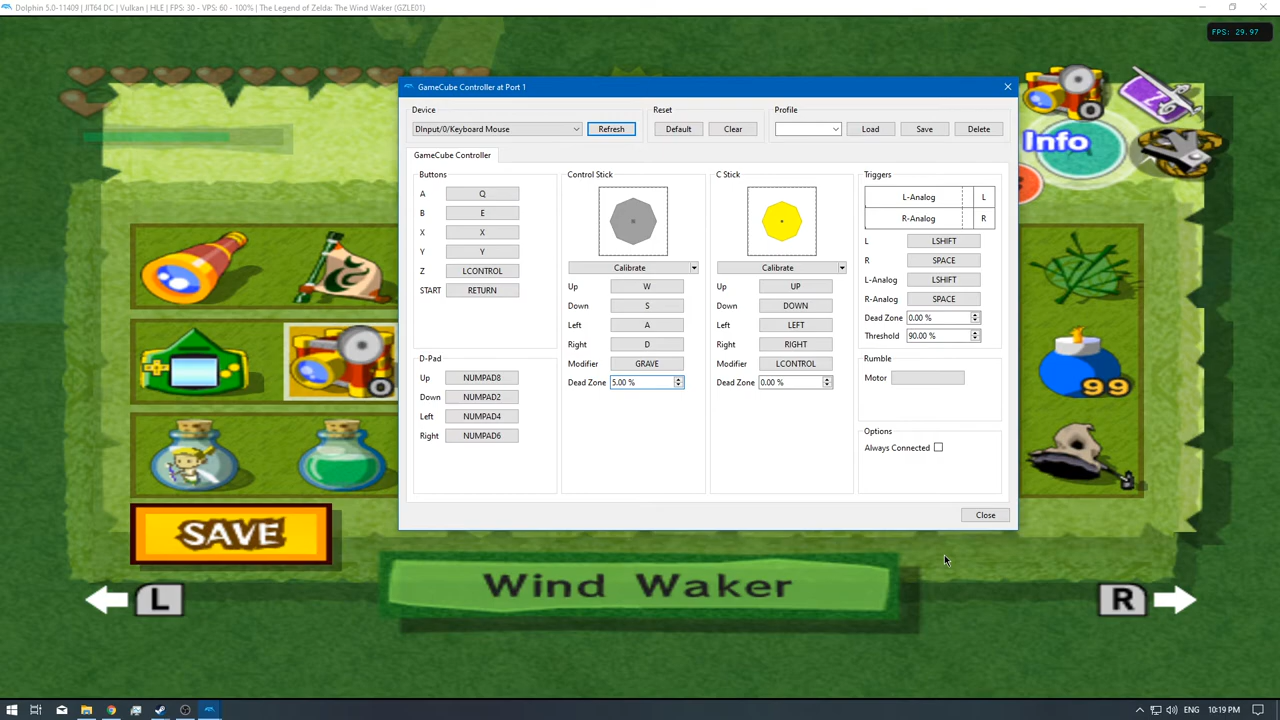 Dolphin 5.0-11409 | JIT64 DC | Vulkan | HLE | FPS: 30 - VPS: 60 - 100% | The Legend of Zelda: The Wind Waker (GZLE01)
FPS: 29.97
GameCube Controller at Port 1
Device
Reset
Profile
DInput/0/Keyboard Mouse
Refresh
Default
Clear
Load
Save
Delete
GameCube Controller
Buttons
A Q
B E
X X
Y Y
Z LCONTROL
START RETURN
D-Pad
Up NUMPAD8
Down NUMPAD2
Left NUMPAD4
Right NUMPAD6
Control Stick
Calibrate
Up W
Down S
Left A
Right D
Modifier GRAVE
Dead Zone 5.00 %
C Stick
Calibrate
Up UP
Down DOWN
Left LEFT
Right RIGHT
Modifier LCONTROL
Dead Zone 0.00 %
Triggers
L-Analog L
R-Analog R
L LSHIFT
R SPACE
L-Analog LSHIFT
R-Analog SPACE
Dead Zone 0.00 %
Threshold 90.00 %
Rumble
Motor
Options
Always Connected
Close
Info
Z
99
SAVE
Wind Waker
L
R
10:19 PM
ENG